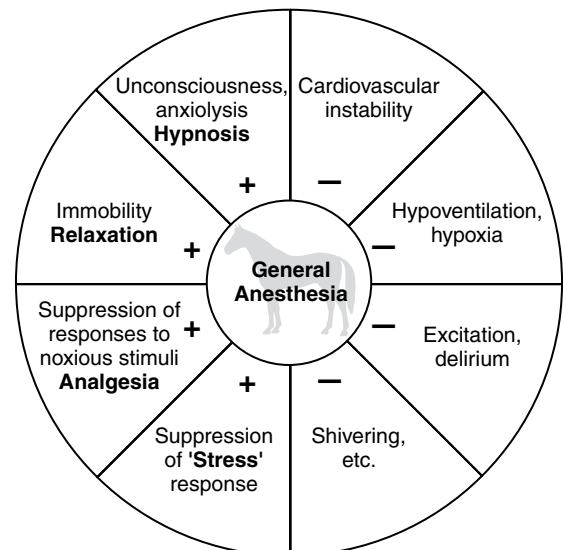 Unconsciousness,
anxiolysis
Hypnosis
+
Cardiovascular
instability
–
Hypoventilation,
hypoxia
–
Excitation,
delirium
–
Shivering,
etc.
–
Suppression
of 'Stress'
response
+
Suppression of
responses to
noxious stimuli
Analgesia
+
Immobility
Relaxation
+
General
Anesthesia